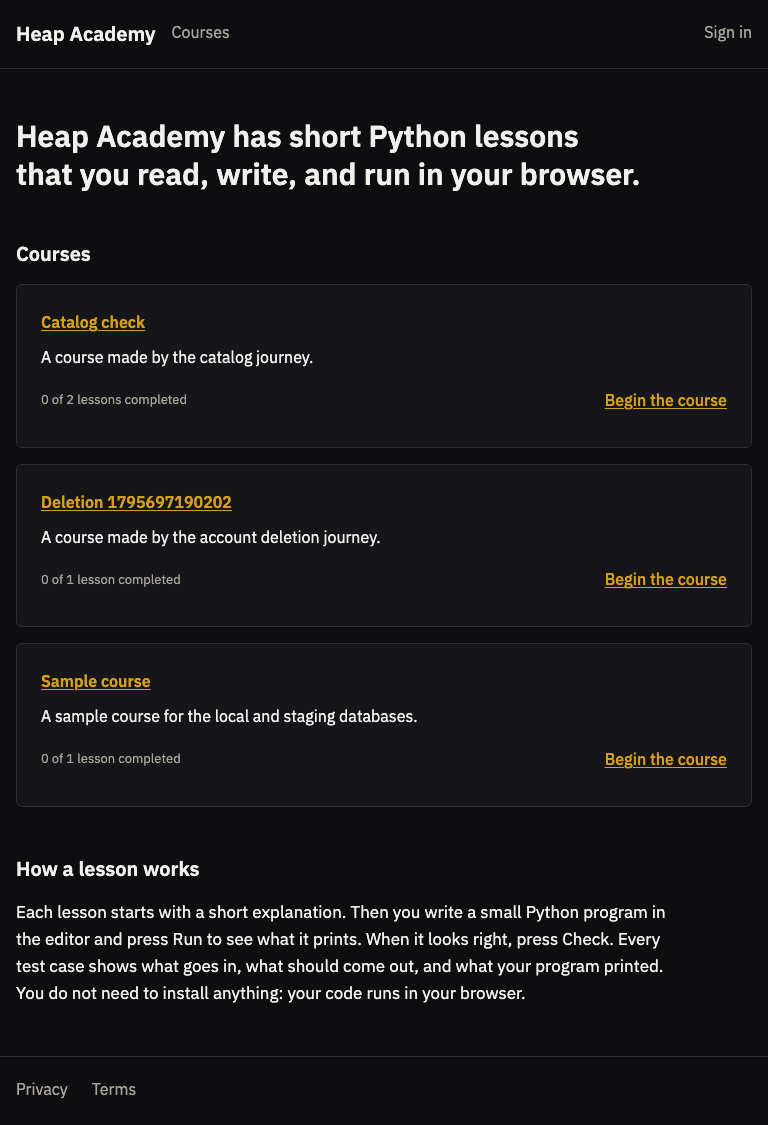 Heap Academy Courses Sign in
Heap Academy has short Python lessons
that you read, write, and run in your browser.
Courses
Catalog check
A course made by the catalog journey.
0 of 2 lessons completed Begin the course
Deletion 1795697190202
A course made by the account deletion journey.
0 of 1 lesson completed Begin the course
Sample course
A sample course for the local and staging databases.
0 of 1 lesson completed Begin the course
How a lesson works
Each lesson starts with a short explanation. Then you write a small Python program in
the editor and press Run to see what it prints. When it looks right, press Check. Every
test case shows what goes in, what should come out, and what your program printed.
You do not need to install anything: your code runs in your browser.
Privacy Terms